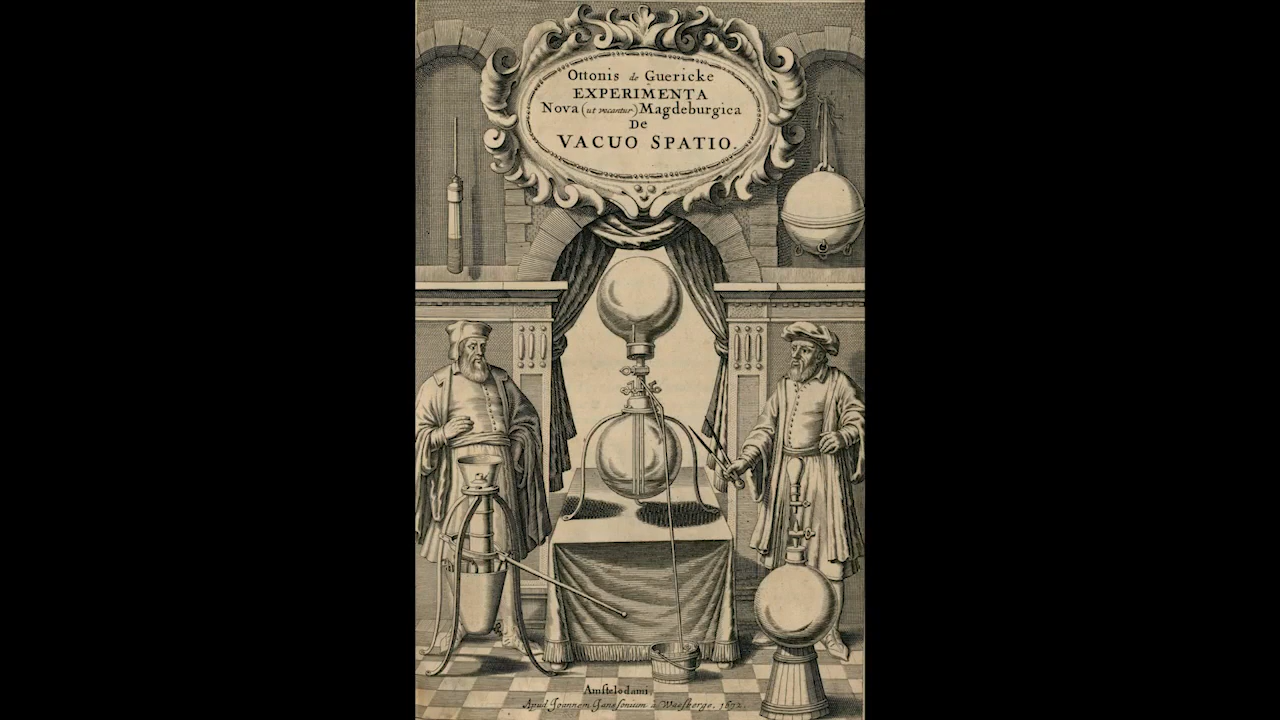 Ottonis de Guericke
EXPERIMENTA
Nova (ut vocantur) Magdeburgica
De
VACUO SPATIO.
Amſtelodami,
Apud Joannem Janſsonium à Waesberge. 1672.